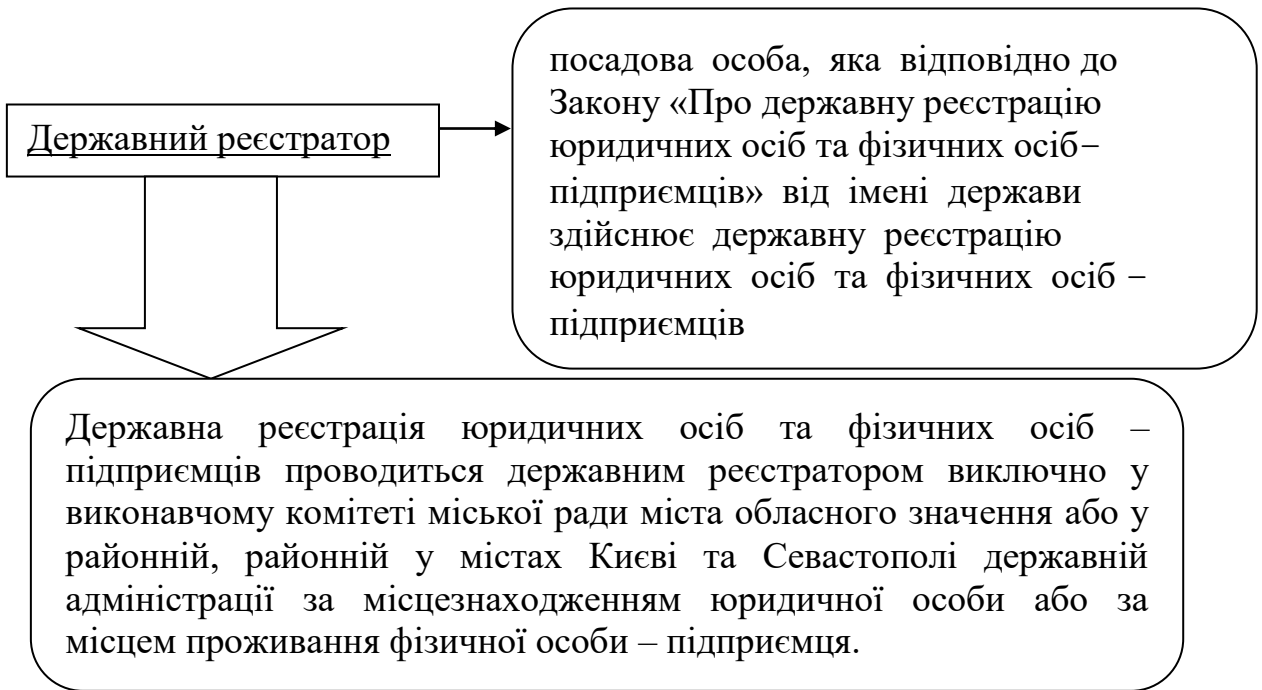 Державний реєстратор
посадова особа, яка відповідно до
Закону «Про державну реєстрацію
юридичних осіб та фізичних осіб–
підприємців» від імені держави
здійснює державну реєстрацію
юридичних осіб та фізичних осіб –
підприємців
Державна реєстрація юридичних осіб та фізичних осіб –
підприємців проводиться державним реєстратором виключно у
виконавчому комітеті міської ради міста обласного значення або у
районній, районній у містах Києві та Севастополі державній
адміністрації за місцезнаходженням юридичної особи або за
місцем проживання фізичної особи – підприємця.